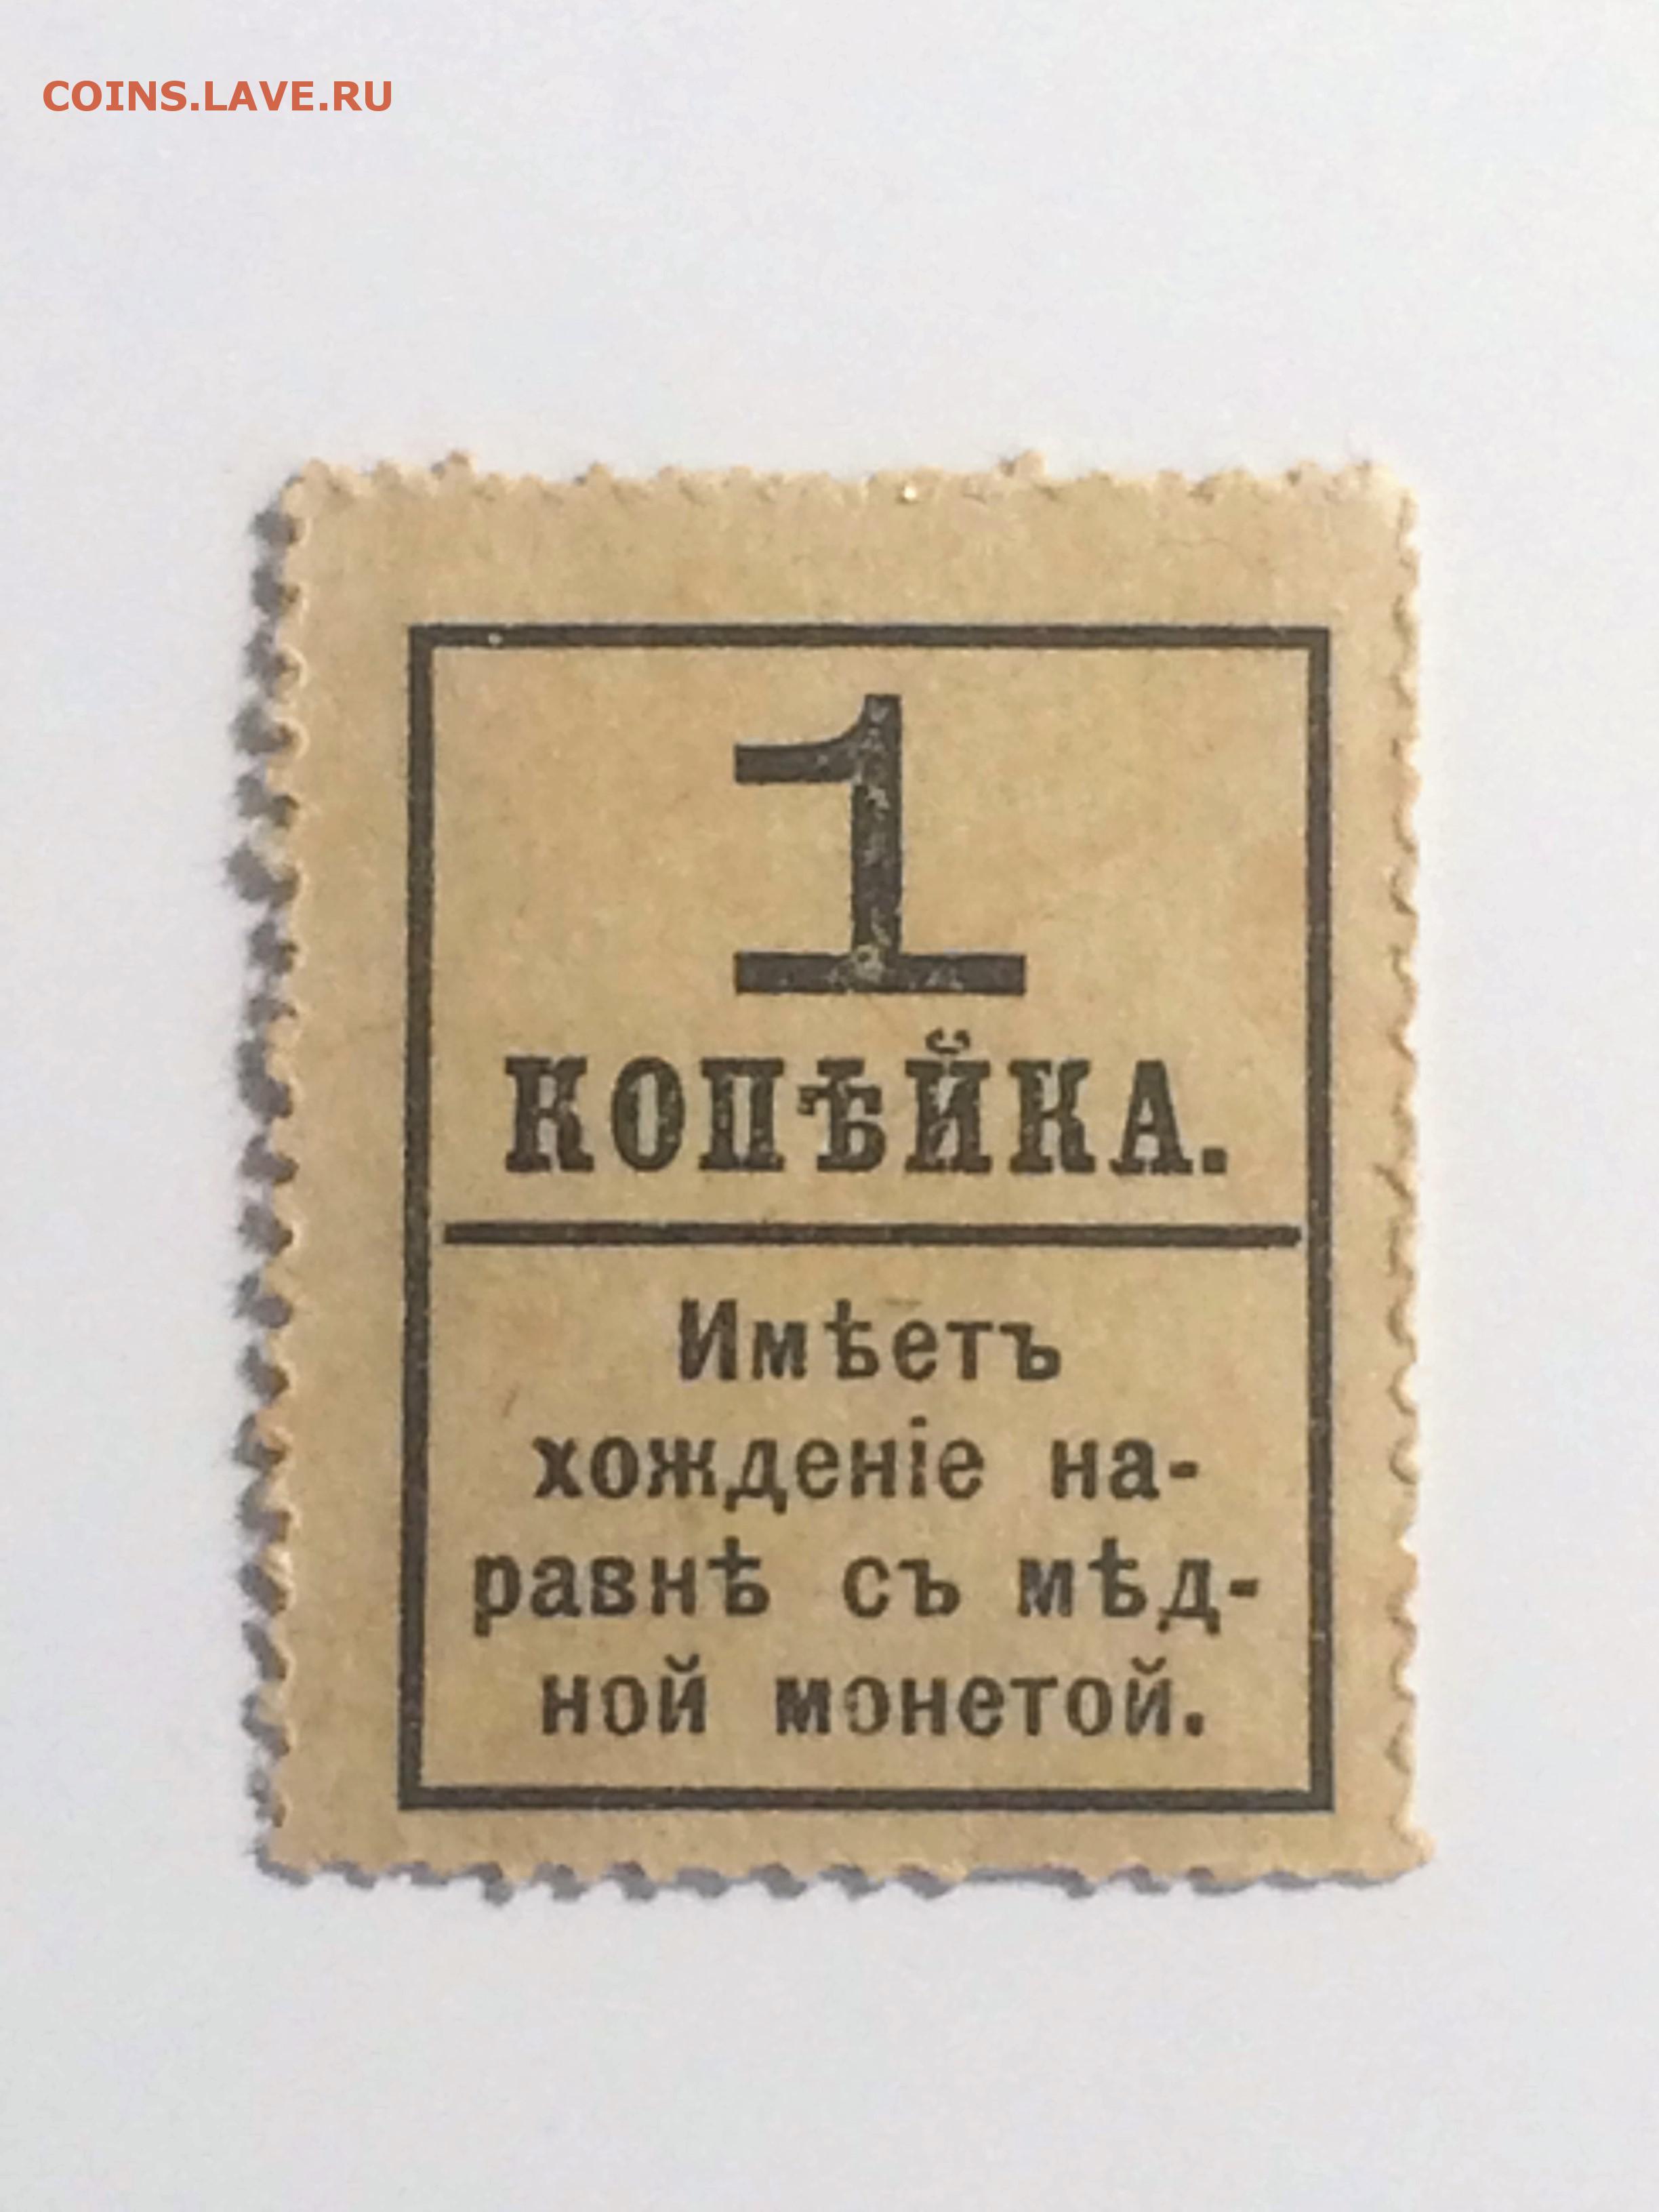 COINS.LAVE.RU
1
КОПѢЙКА.
Имѣетъ
хожденіе на-
равнѣ съ мѣд-
ной монетой.